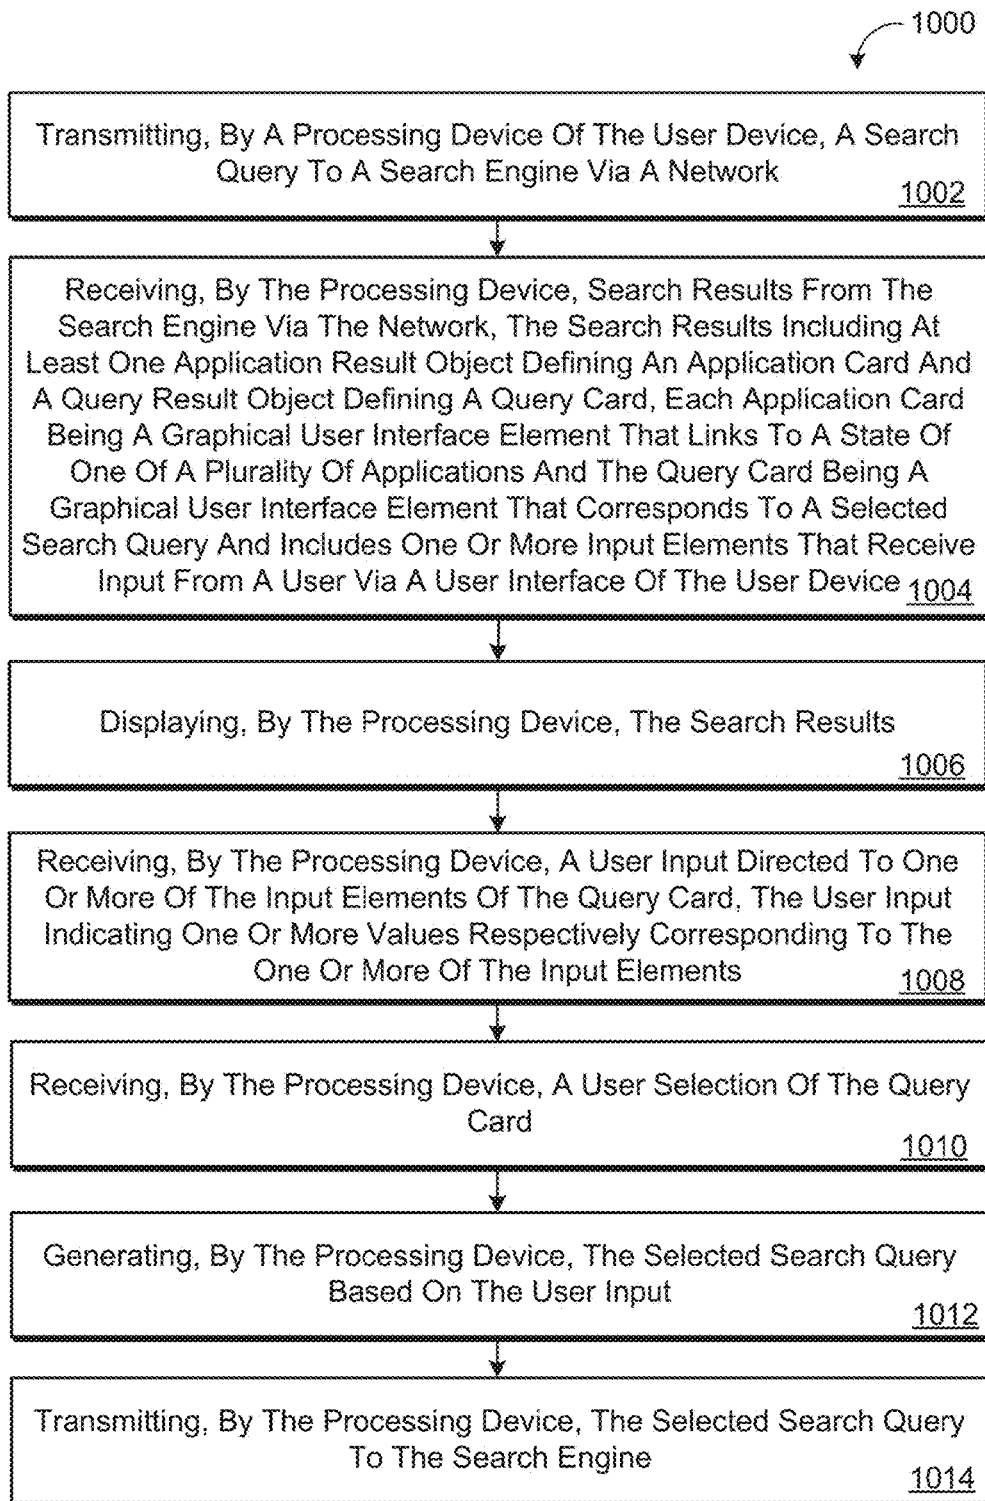 1000
Transmitting, By A Processing Device Of The User Device, A Search
Query To A Search Engine Via A Network
1002
Receiving, By The Processing Device, Search Results From The
Search Engine Via The Network, The Search Results Including At
Least One Application Result Object Defining An Application Card And
A Query Result Object Defining A Query Card, Each Application Card
Being A Graphical User Interface Element That Links To A State Of
One Of A Plurality Of Applications And The Query Card Being A
Graphical User Interface Element That Corresponds To A Selected
Search Query And Includes One Or More Input Elements That Receive
Input From A User Via A User Interface Of The User Device
1004
Displaying, By The Processing Device, The Search Results
1006
Receiving, By The Processing Device, A User Input Directed To One
Or More Of The Input Elements Of The Query Card, The User Input
Indicating One Or More Values Respectively Corresponding To The
One Or More Of The Input Elements
1008
Receiving, By The Processing Device, A User Selection Of The Query
Card
1010
Generating, By The Processing Device, The Selected Search Query
Based On The User Input
1012
Transmitting, By The Processing Device, The Selected Search Query
To The Search Engine
1014